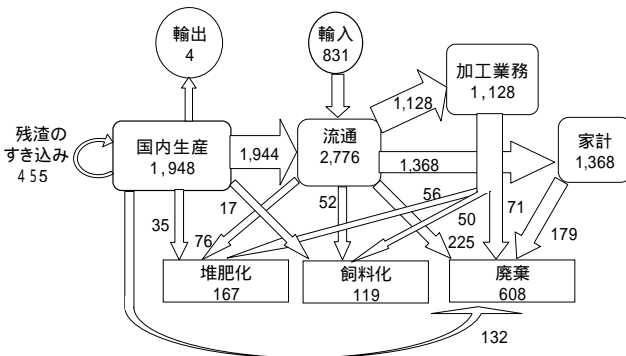 輸出
4
輸入
831
加工業務
1,128
1,128
残渣の
すき込み
455
国内生産
1,948
1,944
流通
2,776
1,368
家計
1,368
35
17
76
52
56
50
225
71
179
堆肥化
167
飼料化
119
廃棄
608
132